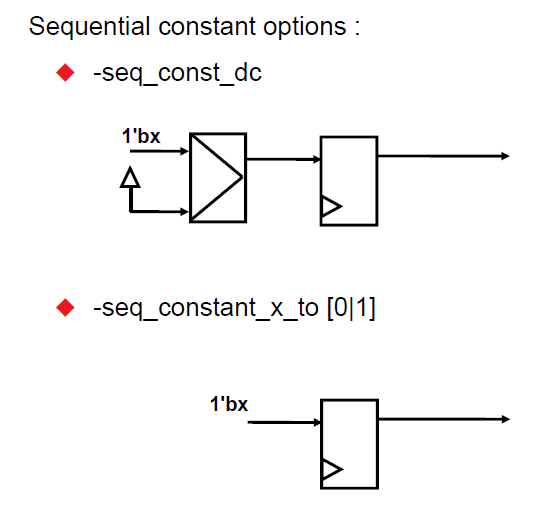 Sequential constant options :
-seq_const_dc
1'bx
-seq_constant_x_to [0|1]
1'bx